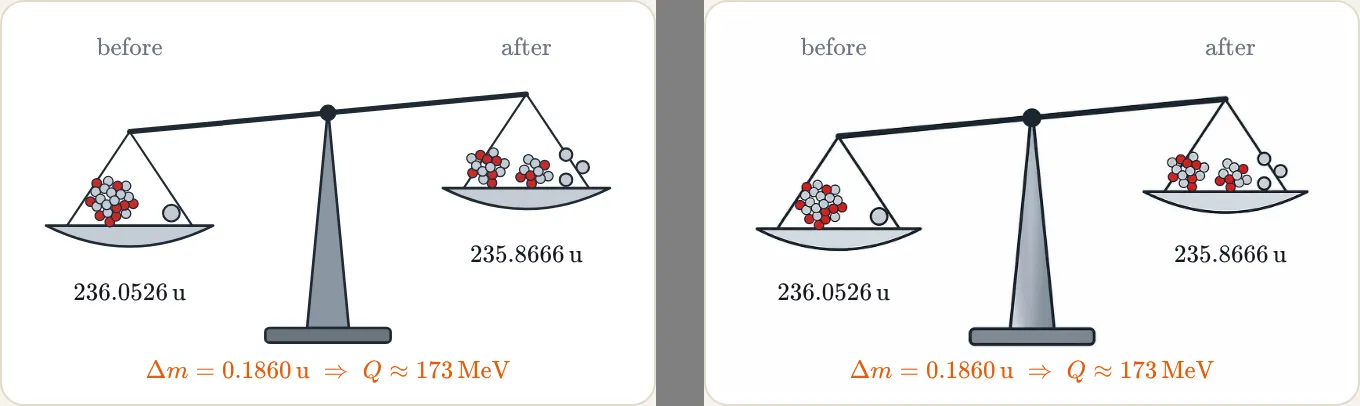 before
after
235.8666 u
236.0526 u
Δm = 0.1860 u ⇒ Q ≈ 173 MeV
before
after
235.8666 u
236.0526 u
Δm = 0.1860 u ⇒ Q ≈ 173 MeV